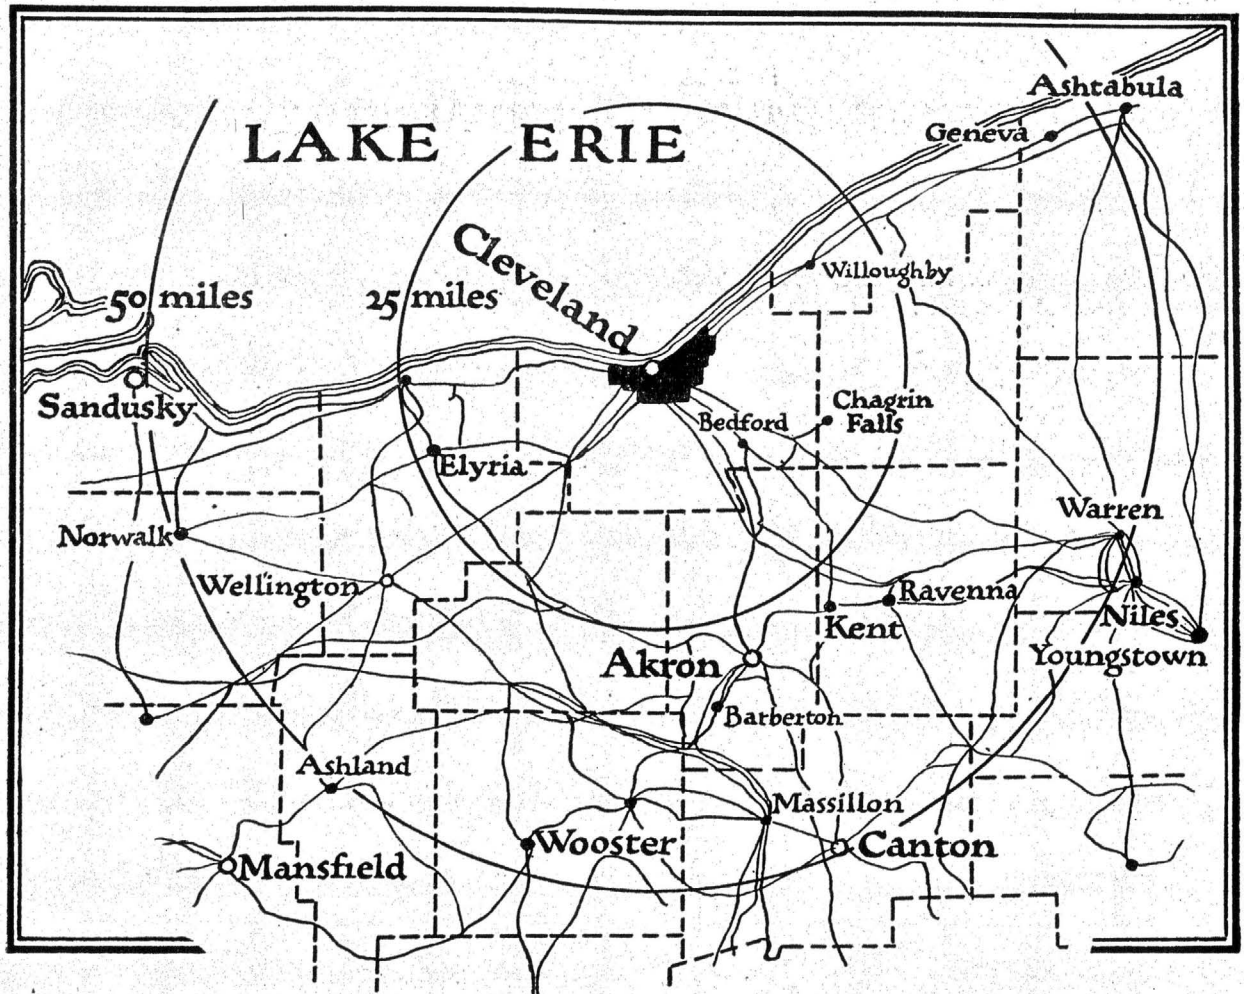 Ashtabula
Geneva
LAKE ERIE
Cleveland
Willoughby
50 miles
25 miles
Sandusky
Chagrin
Falls
Bedford
Elyria
Warren
Norwalk
Wellington
Ravenna
Niles
Kent
Youngstown
Akron
Barberton
Ashland
Massillon
Wooster
Canton
Mansfield